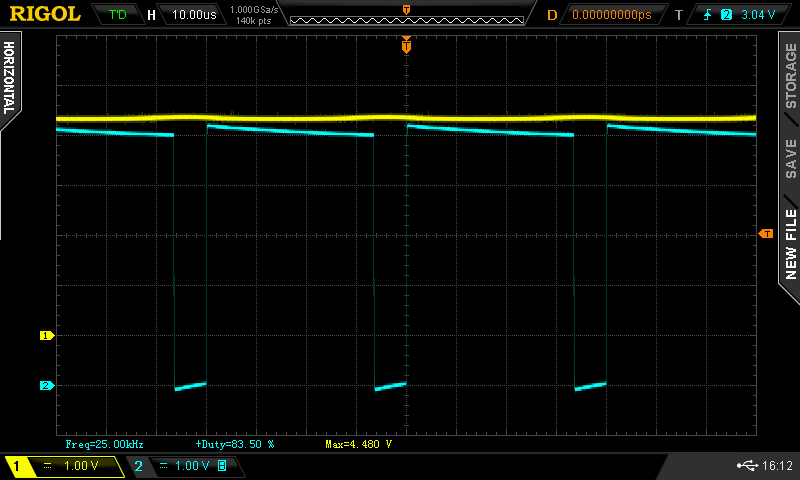 RIGOL T'D H 10.00us 1.000GSa/s 140k pts T D 0.00000000ps T 2 3.04 V
T
HORIZONTAL
STORAGE
SAVE
NEW FILE
T
1
2
Freq=25.00kHz +Duty=83.50 % Max=4.480 V
1 1.00 V 2 1.00 V B 16:12